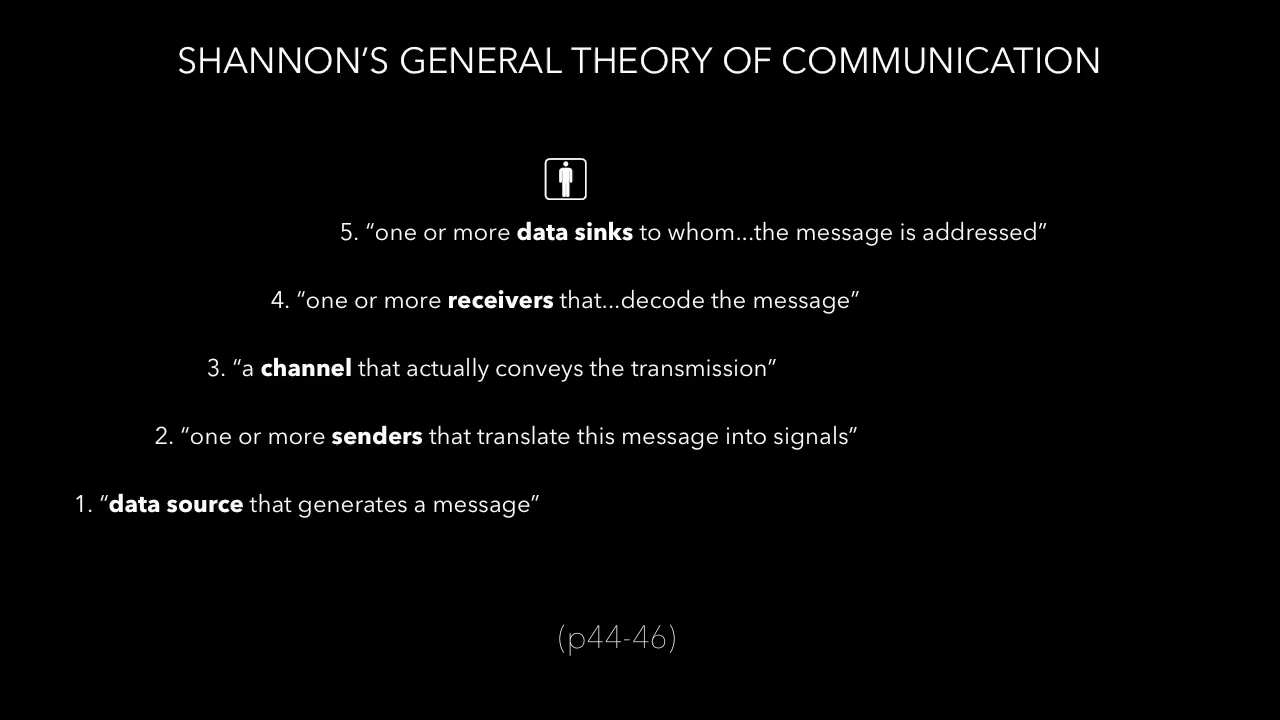 SHANNON’S GENERAL THEORY OF COMMUNICATION
5. “one or more data sinks to whom...the message is addressed”
4. “one or more receivers that...decode the message”
3. “a channel that actually conveys the transmission”
2. “one or more senders that translate this message into signals”
1. “data source that generates a message”
(p44-46)